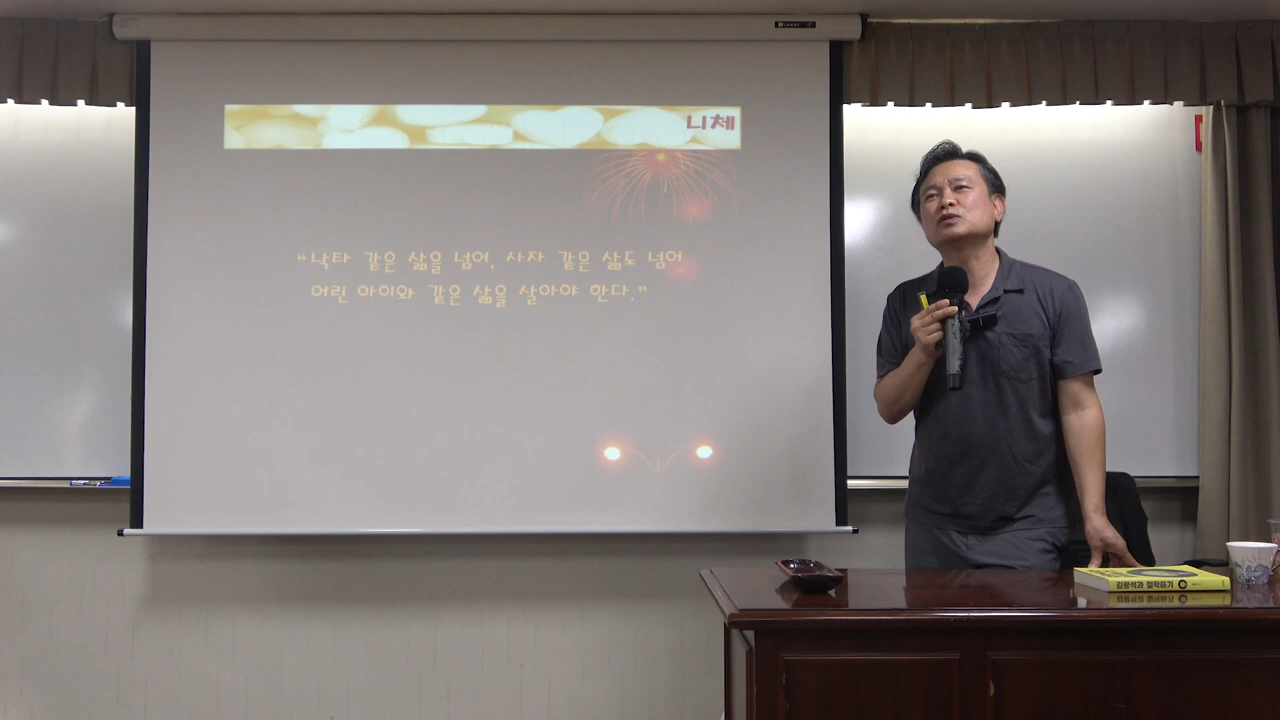 니체
“낙타 같은 삶을 넘어, 사자 같은 삶도 넘어
어린 아이와 같은 삶을 살아야 한다.”
김광석과 철학하기